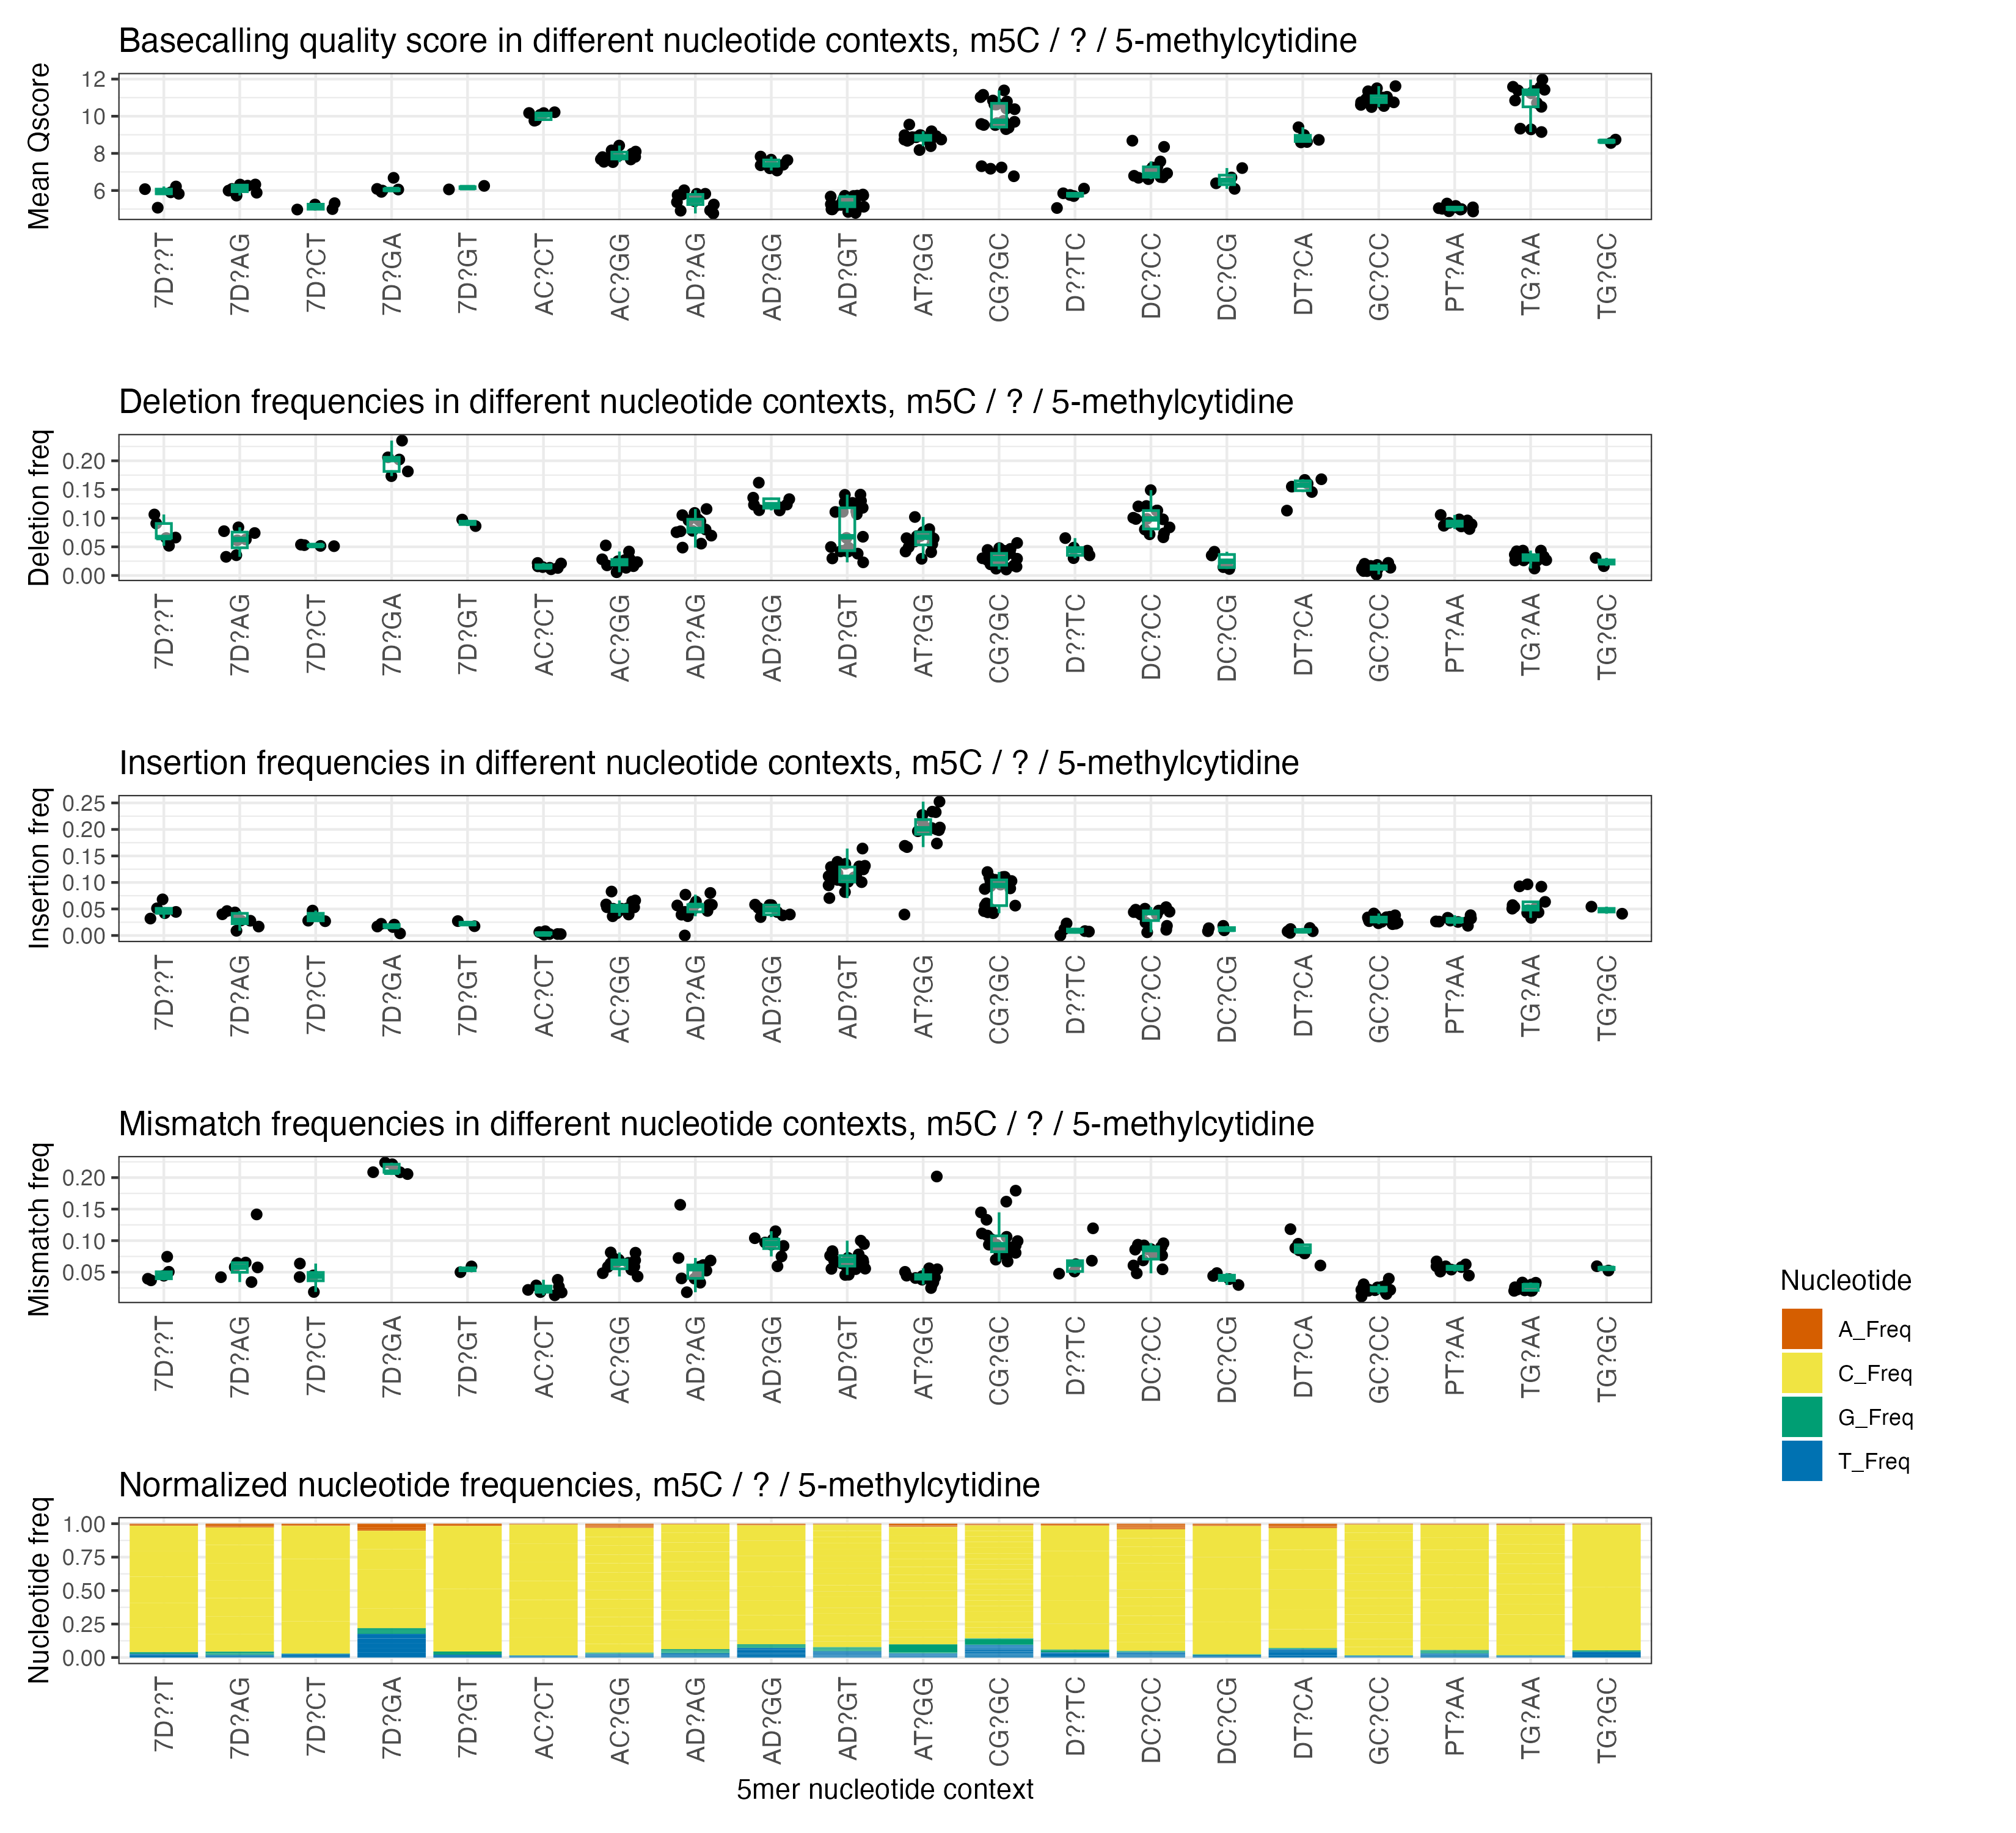 Basecalling quality score in different nucleotide contexts, m5C / ? / 5-methylcytidine
Mean Qscore
12
10
8
6
7D??T 7D?AG 7D?CT 7D?GA 7D?GT AC?CT AC?GG AD?AG AD?GG AD?GT AT?GG CG?GC D??TC DC?CC DC?CG DT?CA GC?CC PT?AA TG?AA TG?GC
Deletion frequencies in different nucleotide contexts, m5C / ? / 5-methylcytidine
Deletion freq
0.20
0.15
0.10
0.05
0.00
7D??T 7D?AG 7D?CT 7D?GA 7D?GT AC?CT AC?GG AD?AG AD?GG AD?GT AT?GG CG?GC D??TC DC?CC DC?CG DT?CA GC?CC PT?AA TG?AA TG?GC
Insertion frequencies in different nucleotide contexts, m5C / ? / 5-methylcytidine
Insertion freq
0.25
0.20
0.15
0.10
0.05
0.00
7D??T 7D?AG 7D?CT 7D?GA 7D?GT AC?CT AC?GG AD?AG AD?GG AD?GT AT?GG CG?GC D??TC DC?CC DC?CG DT?CA GC?CC PT?AA TG?AA TG?GC
Mismatch frequencies in different nucleotide contexts, m5C / ? / 5-methylcytidine
Mismatch freq
0.20
0.15
0.10
0.05
7D??T 7D?AG 7D?CT 7D?GA 7D?GT AC?CT AC?GG AD?AG AD?GG AD?GT AT?GG CG?GC D??TC DC?CC DC?CG DT?CA GC?CC PT?AA TG?AA TG?GC
Nucleotide
A_Freq
C_Freq
G_Freq
T_Freq
Normalized nucleotide frequencies, m5C / ? / 5-methylcytidine
Nucleotide freq
1.00
0.75
0.50
0.25
0.00
7D??T 7D?AG 7D?CT 7D?GA 7D?GT AC?CT AC?GG AD?AG AD?GG AD?GT AT?GG CG?GC D??TC DC?CC DC?CG DT?CA GC?CC PT?AA TG?AA TG?GC
5mer nucleotide context